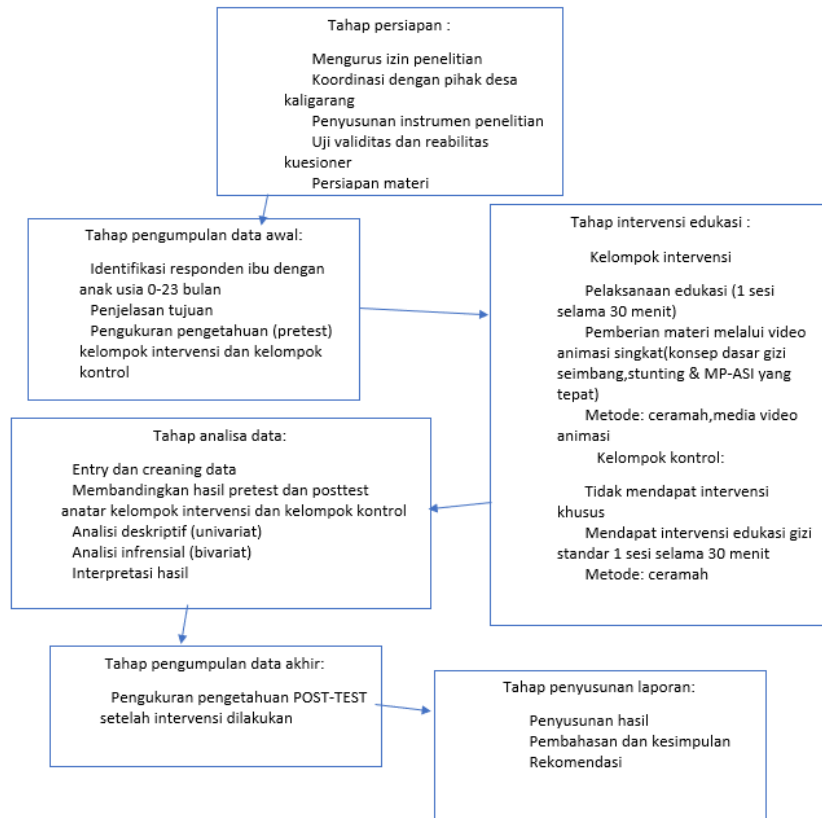 Tahap persiapan :
Mengurus izin penelitian
Koordinasi dengan pihak desa
kaligarang
Penyusunan instrumen penelitian
Uji validitas dan reabilitas
kuesioner
Persiapan materi
Tahap pengumpulan data awal:
Identifikasi responden ibu dengan
anak usia 0-23 bulan
Penjelasan tujuan
Pengukuran pengetahuan (pretest)
kelompok intervensi dan kelompok
kontrol
Tahap intervensi edukasi :
Kelompok intervensi
Pelaksanaan edukasi (1 sesi
selama 30 menit)
Pemberian materi melalui video
animasi singkat(konsep dasar gizi
seimbang,stunting & MP-ASI yang
tepat)
Metode: ceramah,media video
animasi
Kelompok kontrol:
Tidak mendapat intervensi
khusus
Mendapat intervensi edukasi gizi
standar 1 sesi selama 30 menit
Metode: ceramah
Tahap analisa data:
Entry dan creaning data
Membandingkan hasil pretest dan posttest
anatar kelompok intervensi dan kelompok kontrol
Analisi deskriptif (univariat)
Analisi infrensial (bivariat)
Interpretasi hasil
Tahap pengumpulan data akhir:
Pengukuran pengetahuan POST-TEST
setelah intervensi dilakukan
Tahap penyusunan laporan:
Penyusunan hasil
Pembahasan dan kesimpulan
Rekomendasi